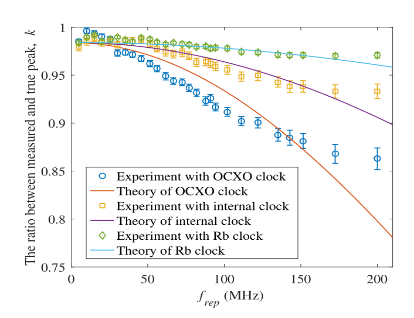 The ratio between measured and true peak, k
1
0.95
0.9
0.85
0.8
0.75
Experiment with OCXO clock
Theory of OCXO clock
Experiment with internal clock
Theory of internal clock
Experiment with Rb clock
Theory of Rb clock
0 50 100 150 200
f_rep (MHz)